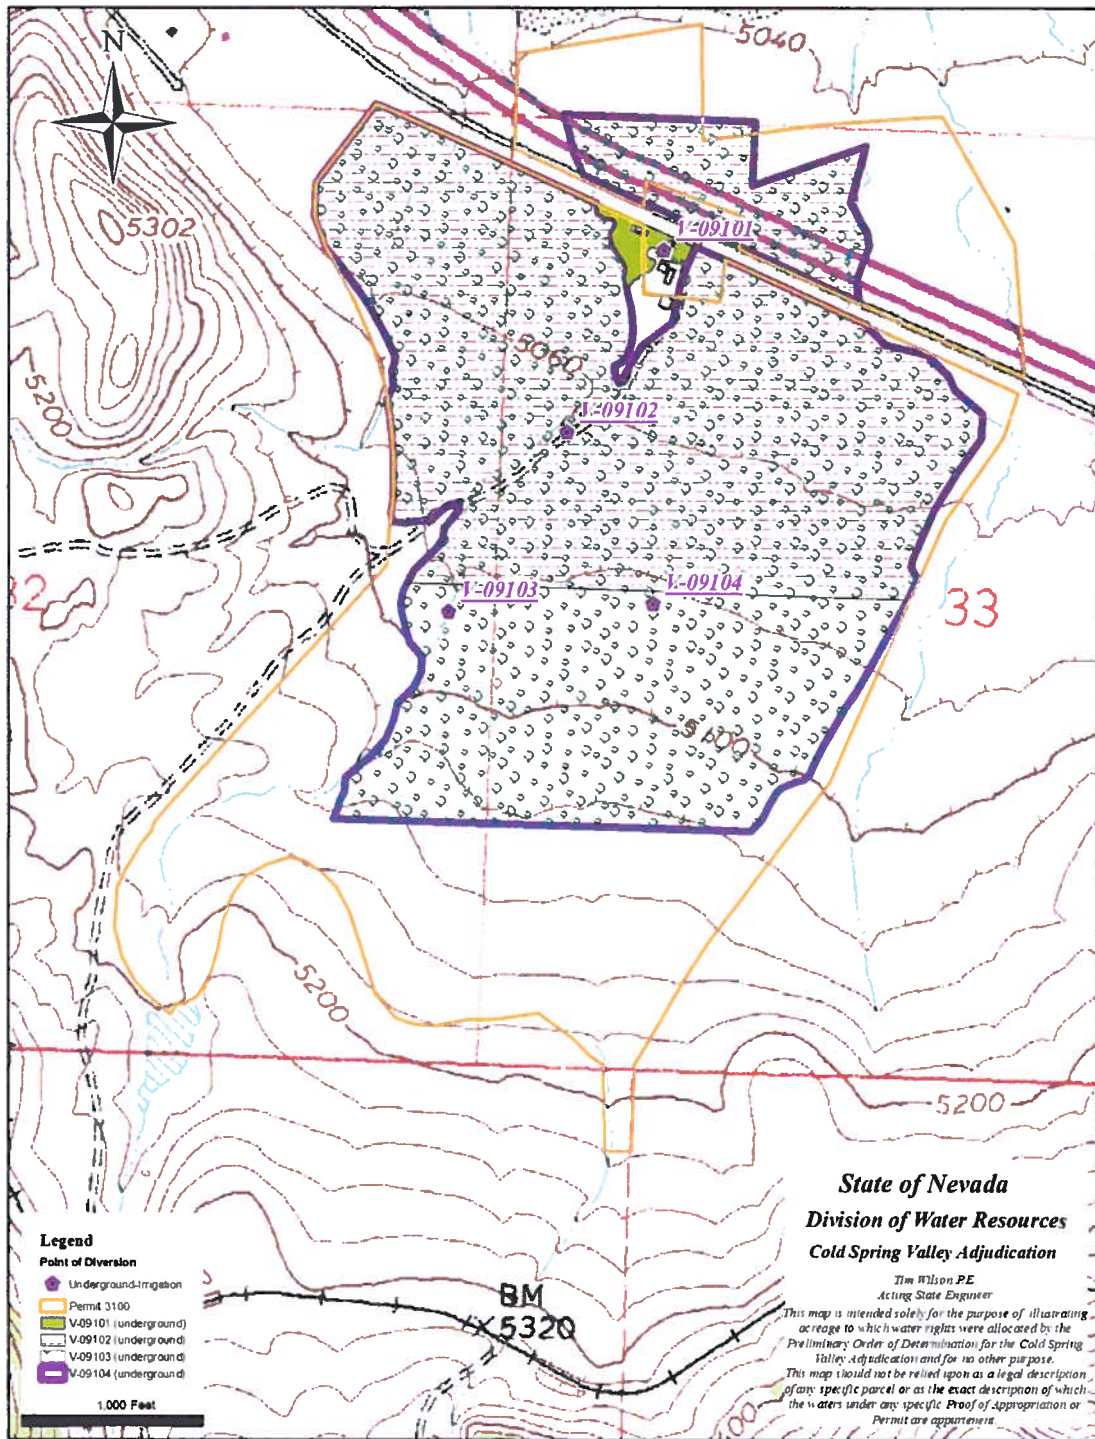 N
5040
5302
V-09101
5060
5200
V-09102
V-09103
V-09104
32
33
5100
5200
5200
BM
5320
State of Nevada
Division of Water Resources
Cold Spring Valley Adjudication
Tim Wilson P.E.
Acting State Engineer
This map is intended solely for the purpose of illustrating
acreage to which water rights were allocated by the
Preliminary Order of Determination for the Cold Spring
Valley Adjudication and for no other purpose.
This map should not be relied upon as a legal description
of any specific parcel or as the exact description of which
the waters under any specific Proof of Appropriation or
Permit are appurtenent.
Legend
Point of Diversion
Underground-Irrigation
Permit 3100
V-09101 (underground)
V-09102 (underground)
V-09103 (underground)
V-09104 (underground)
1,000 Feet